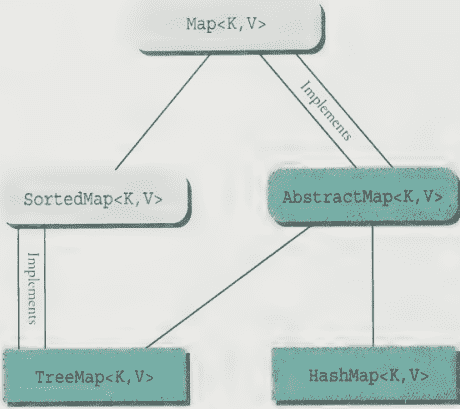 Map<K,V>
Implements
SortedMap<K,V>
AbstractMap<K,V>
Implements
TreeMap<K,V>
HashMap<K,V>